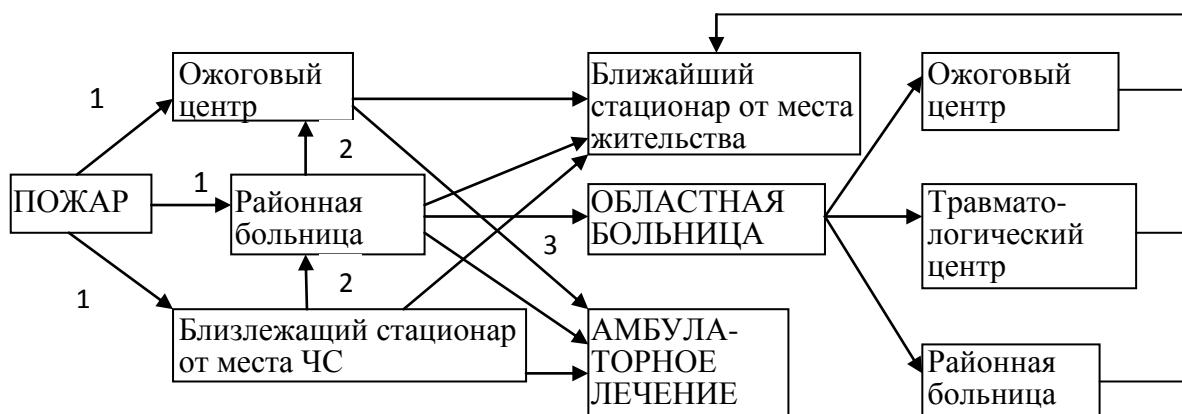 Ожоговый
центр
Ближайший
стационар от места
жительства
Ожоговый
центр
1
2
ПОЖАР
1
Районная
больница
ОБЛАСТНАЯ
БОЛЬНИЦА
Травмато-
логический
центр
3
1
2
Близлежащий стационар
от места ЧС
АМБУЛА-
ТОРНОЕ
ЛЕЧЕНИЕ
Районная
больница